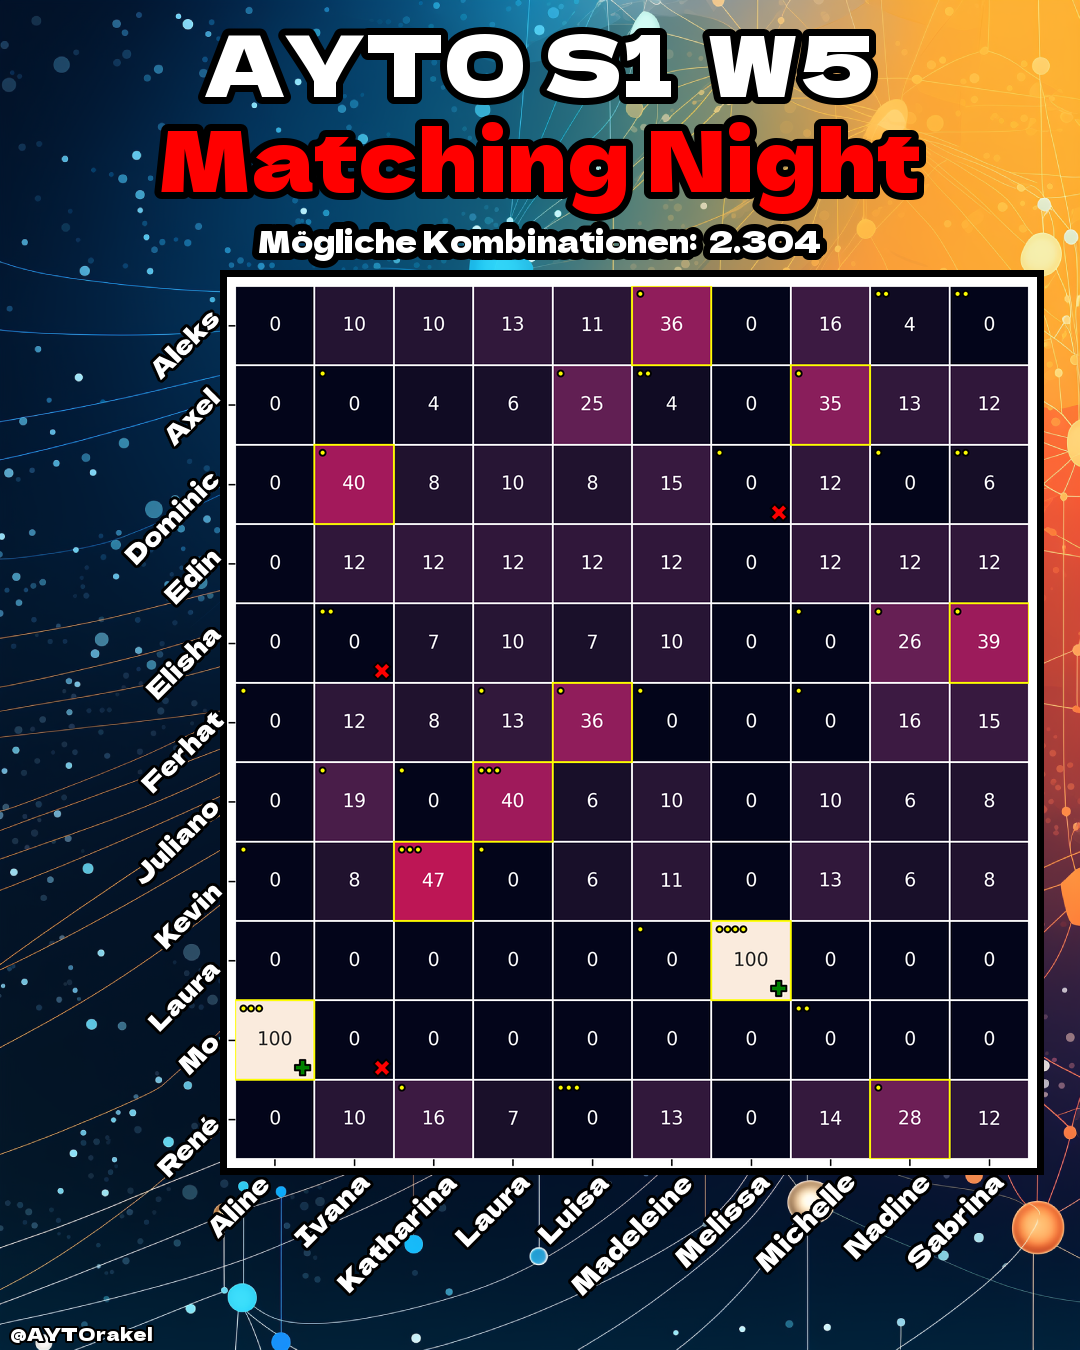 AYTO S1 W5
Matching Night
Mögliche Kombinationen: 2.304
Aleks 0 10 10 13 11 36 0 16 4 0
Axel 0 0 4 6 25 4 0 35 13 12
Dominic 0 40 8 10 8 15 0 12 0 6
Edin 0 12 12 12 12 12 0 12 12 12
Elisha 0 0 7 10 7 10 0 0 26 39
Ferhat 0 12 8 13 36 0 0 0 16 15
Juliano 0 19 0 40 6 10 0 10 6 8
Kevin 0 8 47 0 6 11 0 13 6 8
Laura 0 0 0 0 0 0 100 0 0 0
Mo 100 0 0 0 0 0 0 0 0 0
René 0 10 16 7 0 13 0 14 28 12
Aline Ivana Katharina Laura Luisa Madeleine Melissa Michelle Nadine Sabrina
@AYTOrakel